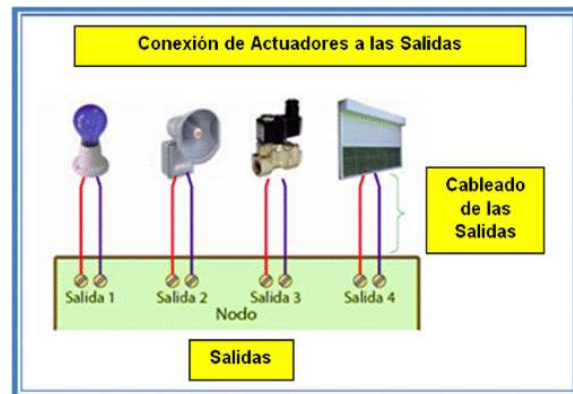 Conexión de Actuadores a las Salidas
Cableado
de las
Salidas
Salida 1 Salida 2 Salida 3 Salida 4
Nodo
Salidas